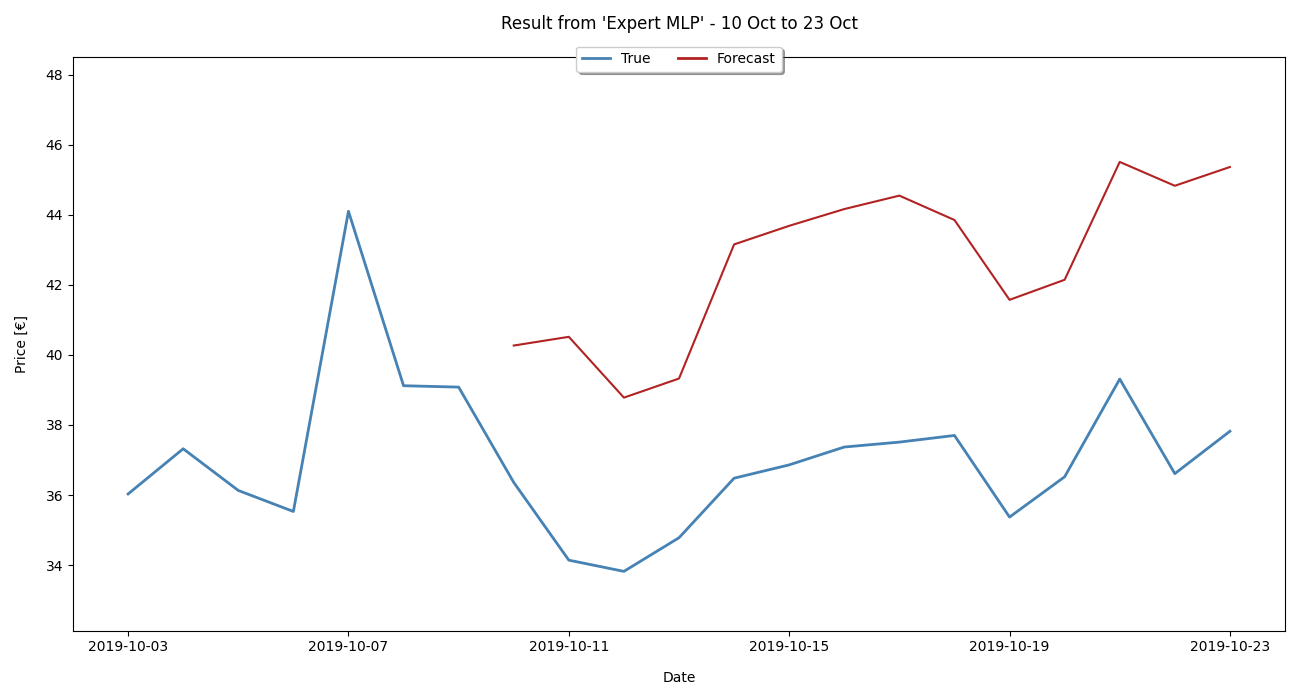 Result from 'Expert MLP' - 10 Oct to 23 Oct
True Forecast
48
46
44
42
40
38
36
34
Price [€]
2019-10-03 2019-10-07 2019-10-11 2019-10-15 2019-10-19 2019-10-23
Date